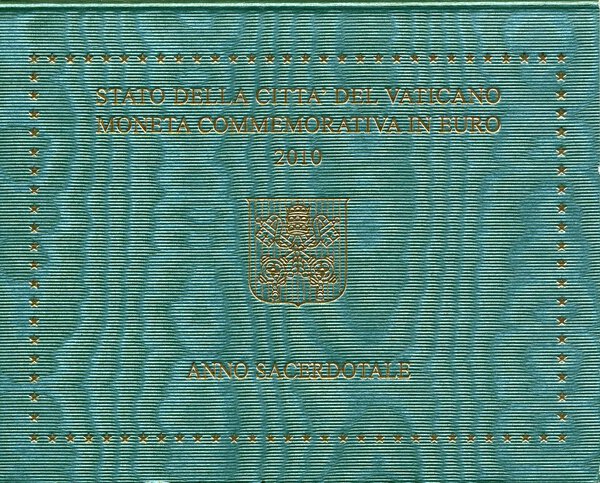 STATO DELLA CITTA' DEL VATICANO
MONETA COMMEMORATIVA IN EURO
2010
ANNO SACERDOTALE